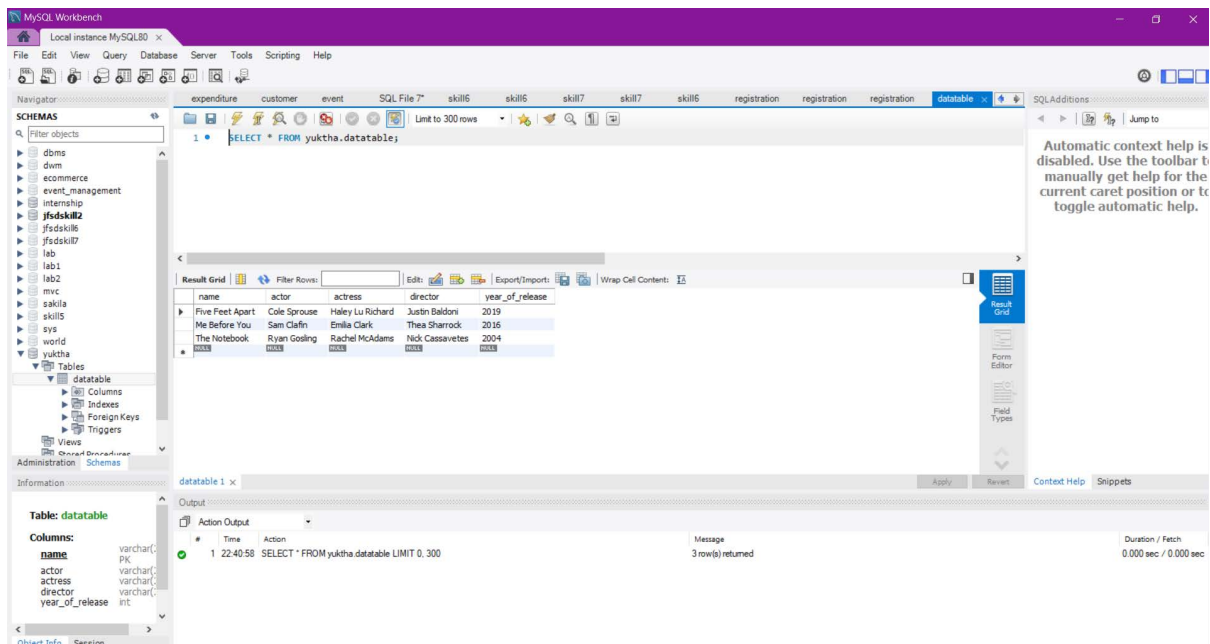 MySQL Workbench
Local instance MySQL80
File Edit View Query Database Server Tools Scripting Help
Navigator
SCHEMAS
Filter objects
dbms
dwm
ecommerce
event_management
internship
jfsdskill2
jfsdskill6
jfsdskill7
lab
lab1
lab2
mvc
sakila
skill5
sys
world
yuktha
Tables
datatable
Columns
Indexes
Foreign Keys
Triggers
Views
Stored Procedures
Administration Schemas
Information
Table: datatable
Columns:
name varchar(
PK
actor varchar(
actress varchar(
director varchar(
year_of_release int
Object Info Session
expenditure customer event SQL File 7* skill6 skill6 skill7 skill7 skill6 registration registration registration datatable
Limit to 300 rows
1 SELECT * FROM yuktha.datatable;
Result Grid Filter Rows: Edit: Export/Import: Wrap Cell Content:
name actor actress director year_of_release
Five Feet Apart Cole Sprouse Haley Lu Richard Justin Baldoni 2019
Me Before You Sam Clafin Emilia Clark Thea Sharrock 2016
The Notebook Ryan Gosling Rachel McAdams Nick Cassavetes 2004
NULL NULL NULL NULL NULL
Result
Grid
Form
Editor
Field
Types
datatable 1 Apply Revert
Output
Action Output
# Time Action Message Duration / Fetch
1 22:40:58 SELECT * FROM yuktha.datatable LIMIT 0, 300 3 row(s) returned 0.000 sec / 0.000 sec
SQLAdditions
Jump to
Automatic context help is
disabled. Use the toolbar to
manually get help for the
current caret position or to
toggle automatic help.
Context Help Snippets